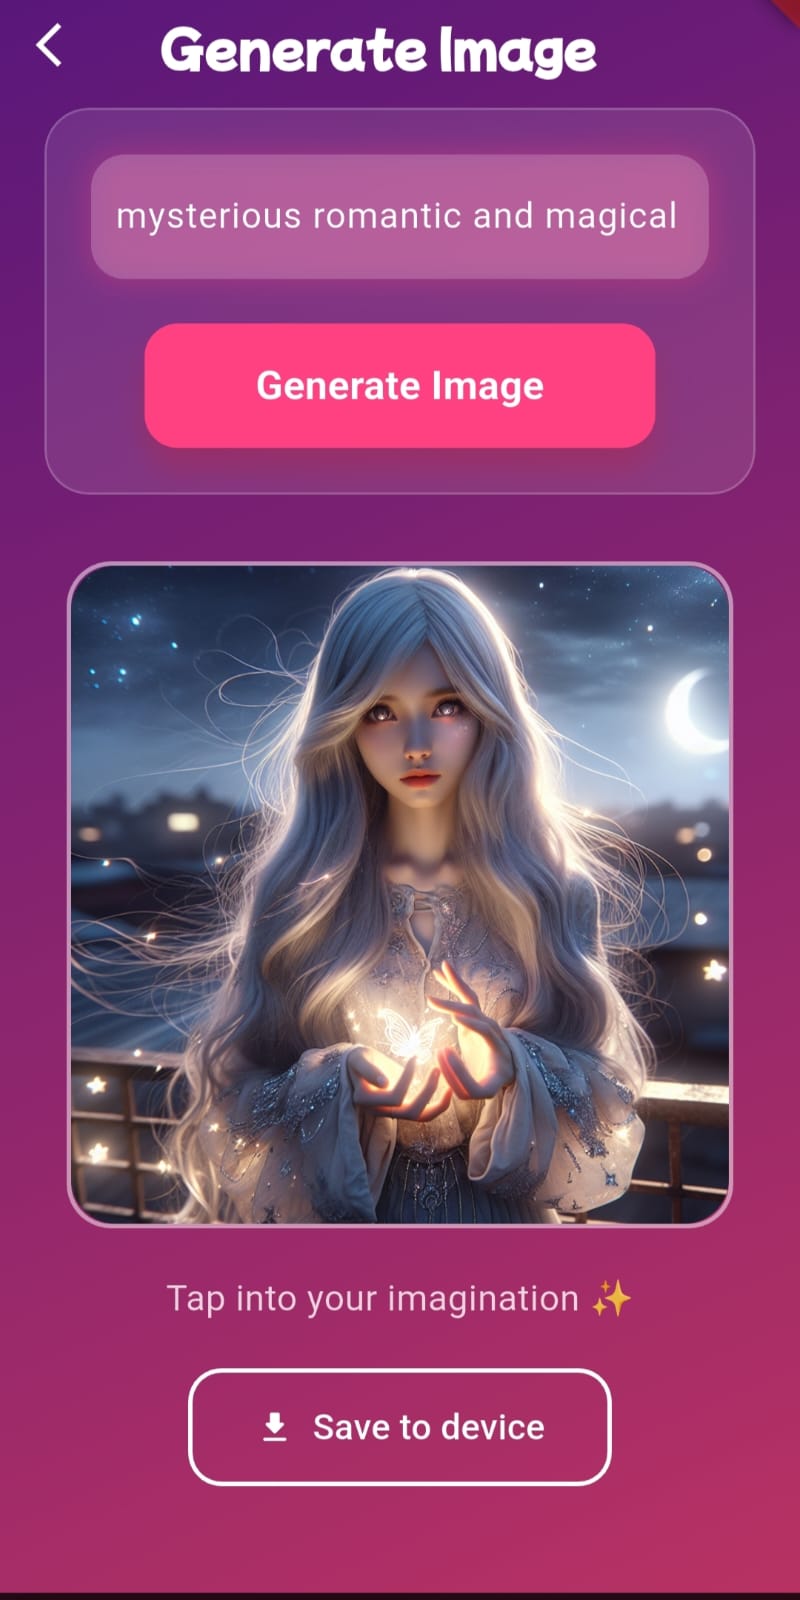 Generate Image
mysterious romantic and magical
Generate Image
Tap into your imagination ✨
Save to device